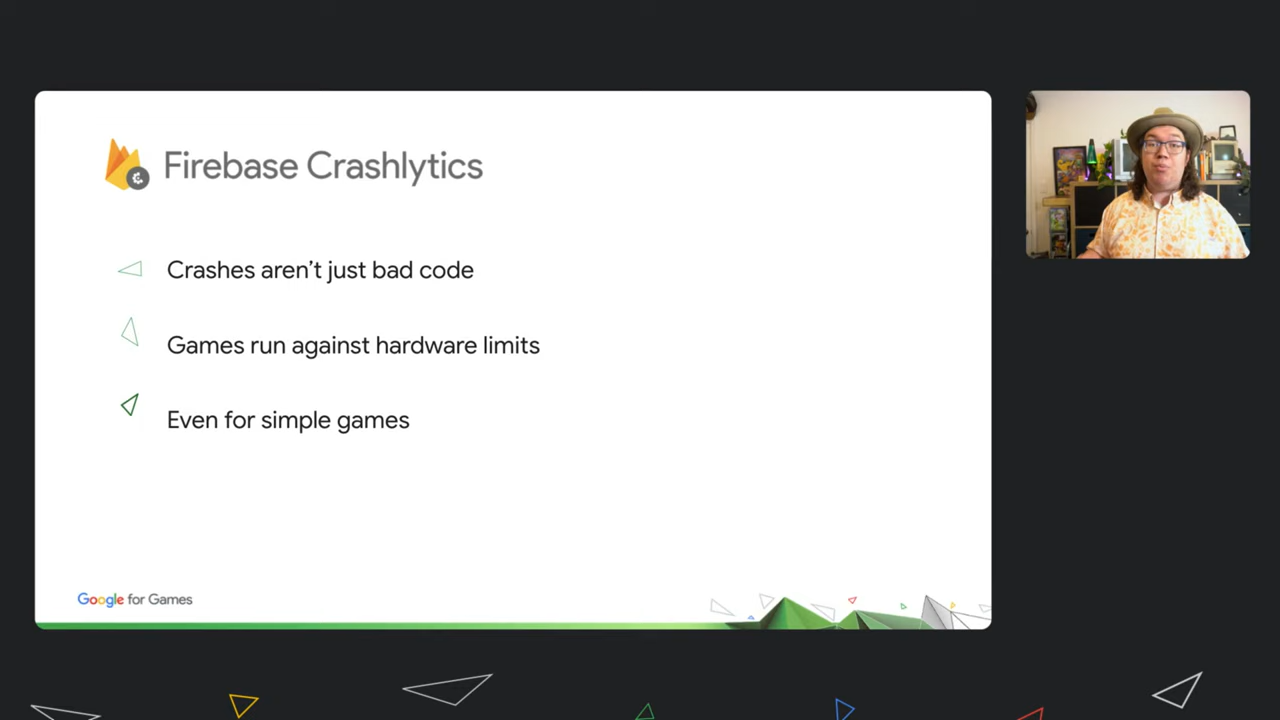 Firebase Crashlytics
Crashes aren’t just bad code
Games run against hardware limits
Even for simple games
Google for Games